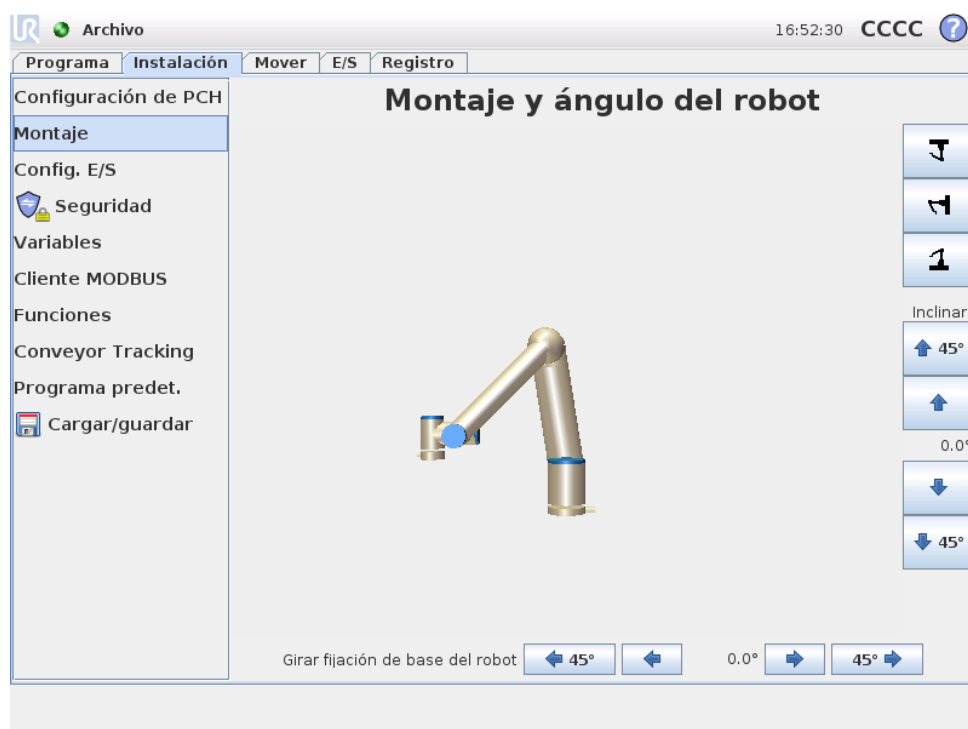 UR Archivo 16:52:30 CCCC ?
Programa Instalación Mover E/S Registro
Configuración de PCH
Montaje
Config. E/S
Seguridad
Variables
Cliente MODBUS
Funciones
Conveyor Tracking
Programa predet.
Cargar/guardar
Montaje y ángulo del robot
Inclinar
45°
0.0°
45°
Girar fijación de base del robot 45° 0.0° 45°